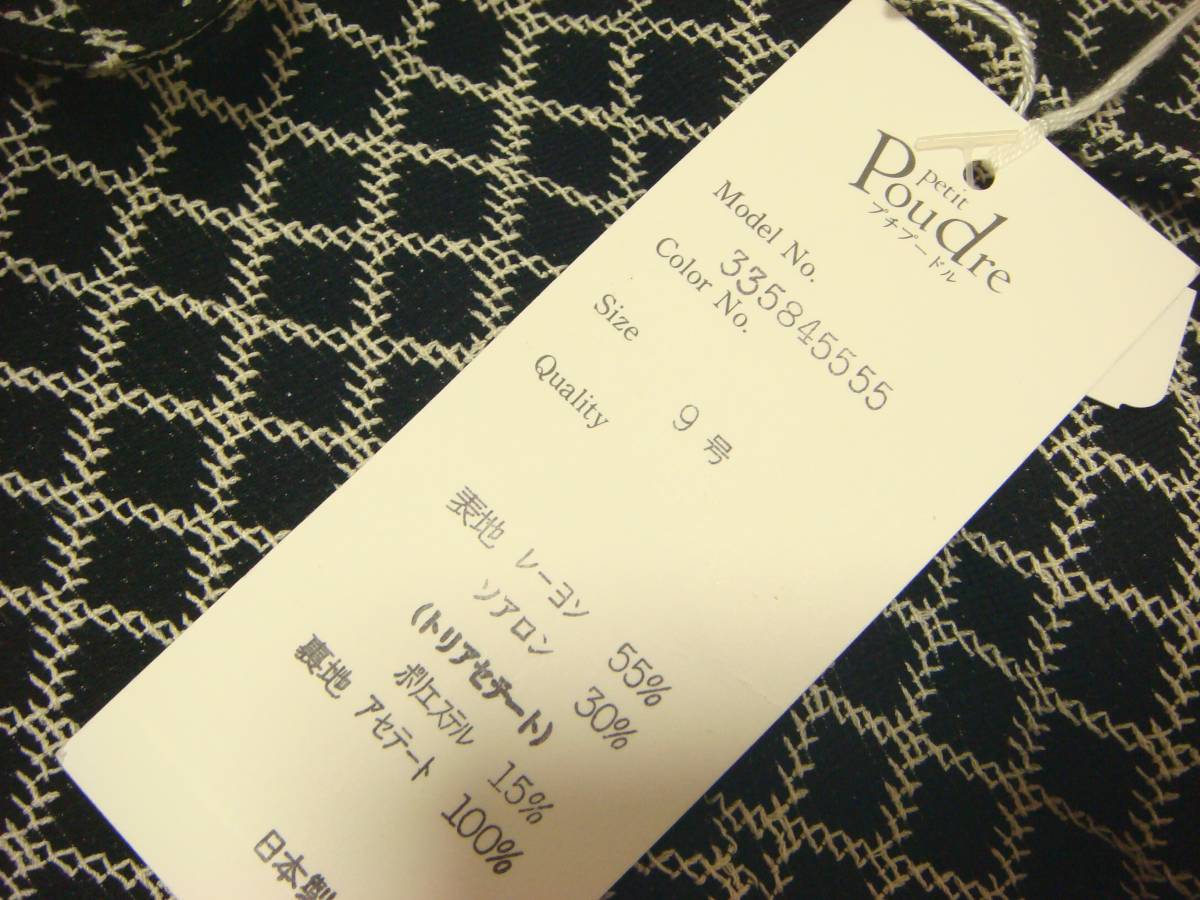 Petit
Poudre
プチプードル
Model No.
335845555
Color No.
Size 9号
Quality
表地 レーヨン 55%
ソアロン 30%
(トリアセテート)
ポリエステル 15%
裏地 アセテート 100%
日本製